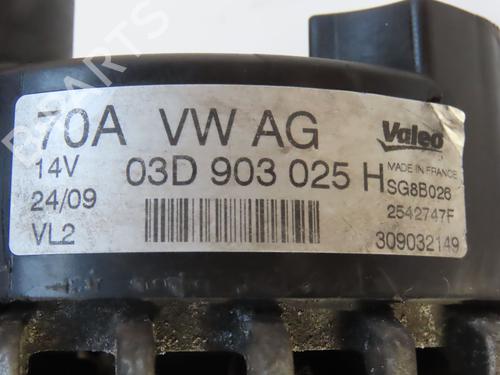 70A VW AG Valeo
14V 03D 903 025 H MADE IN FRANCE
24/09 SG8B026
VL2 2542747F
309032149